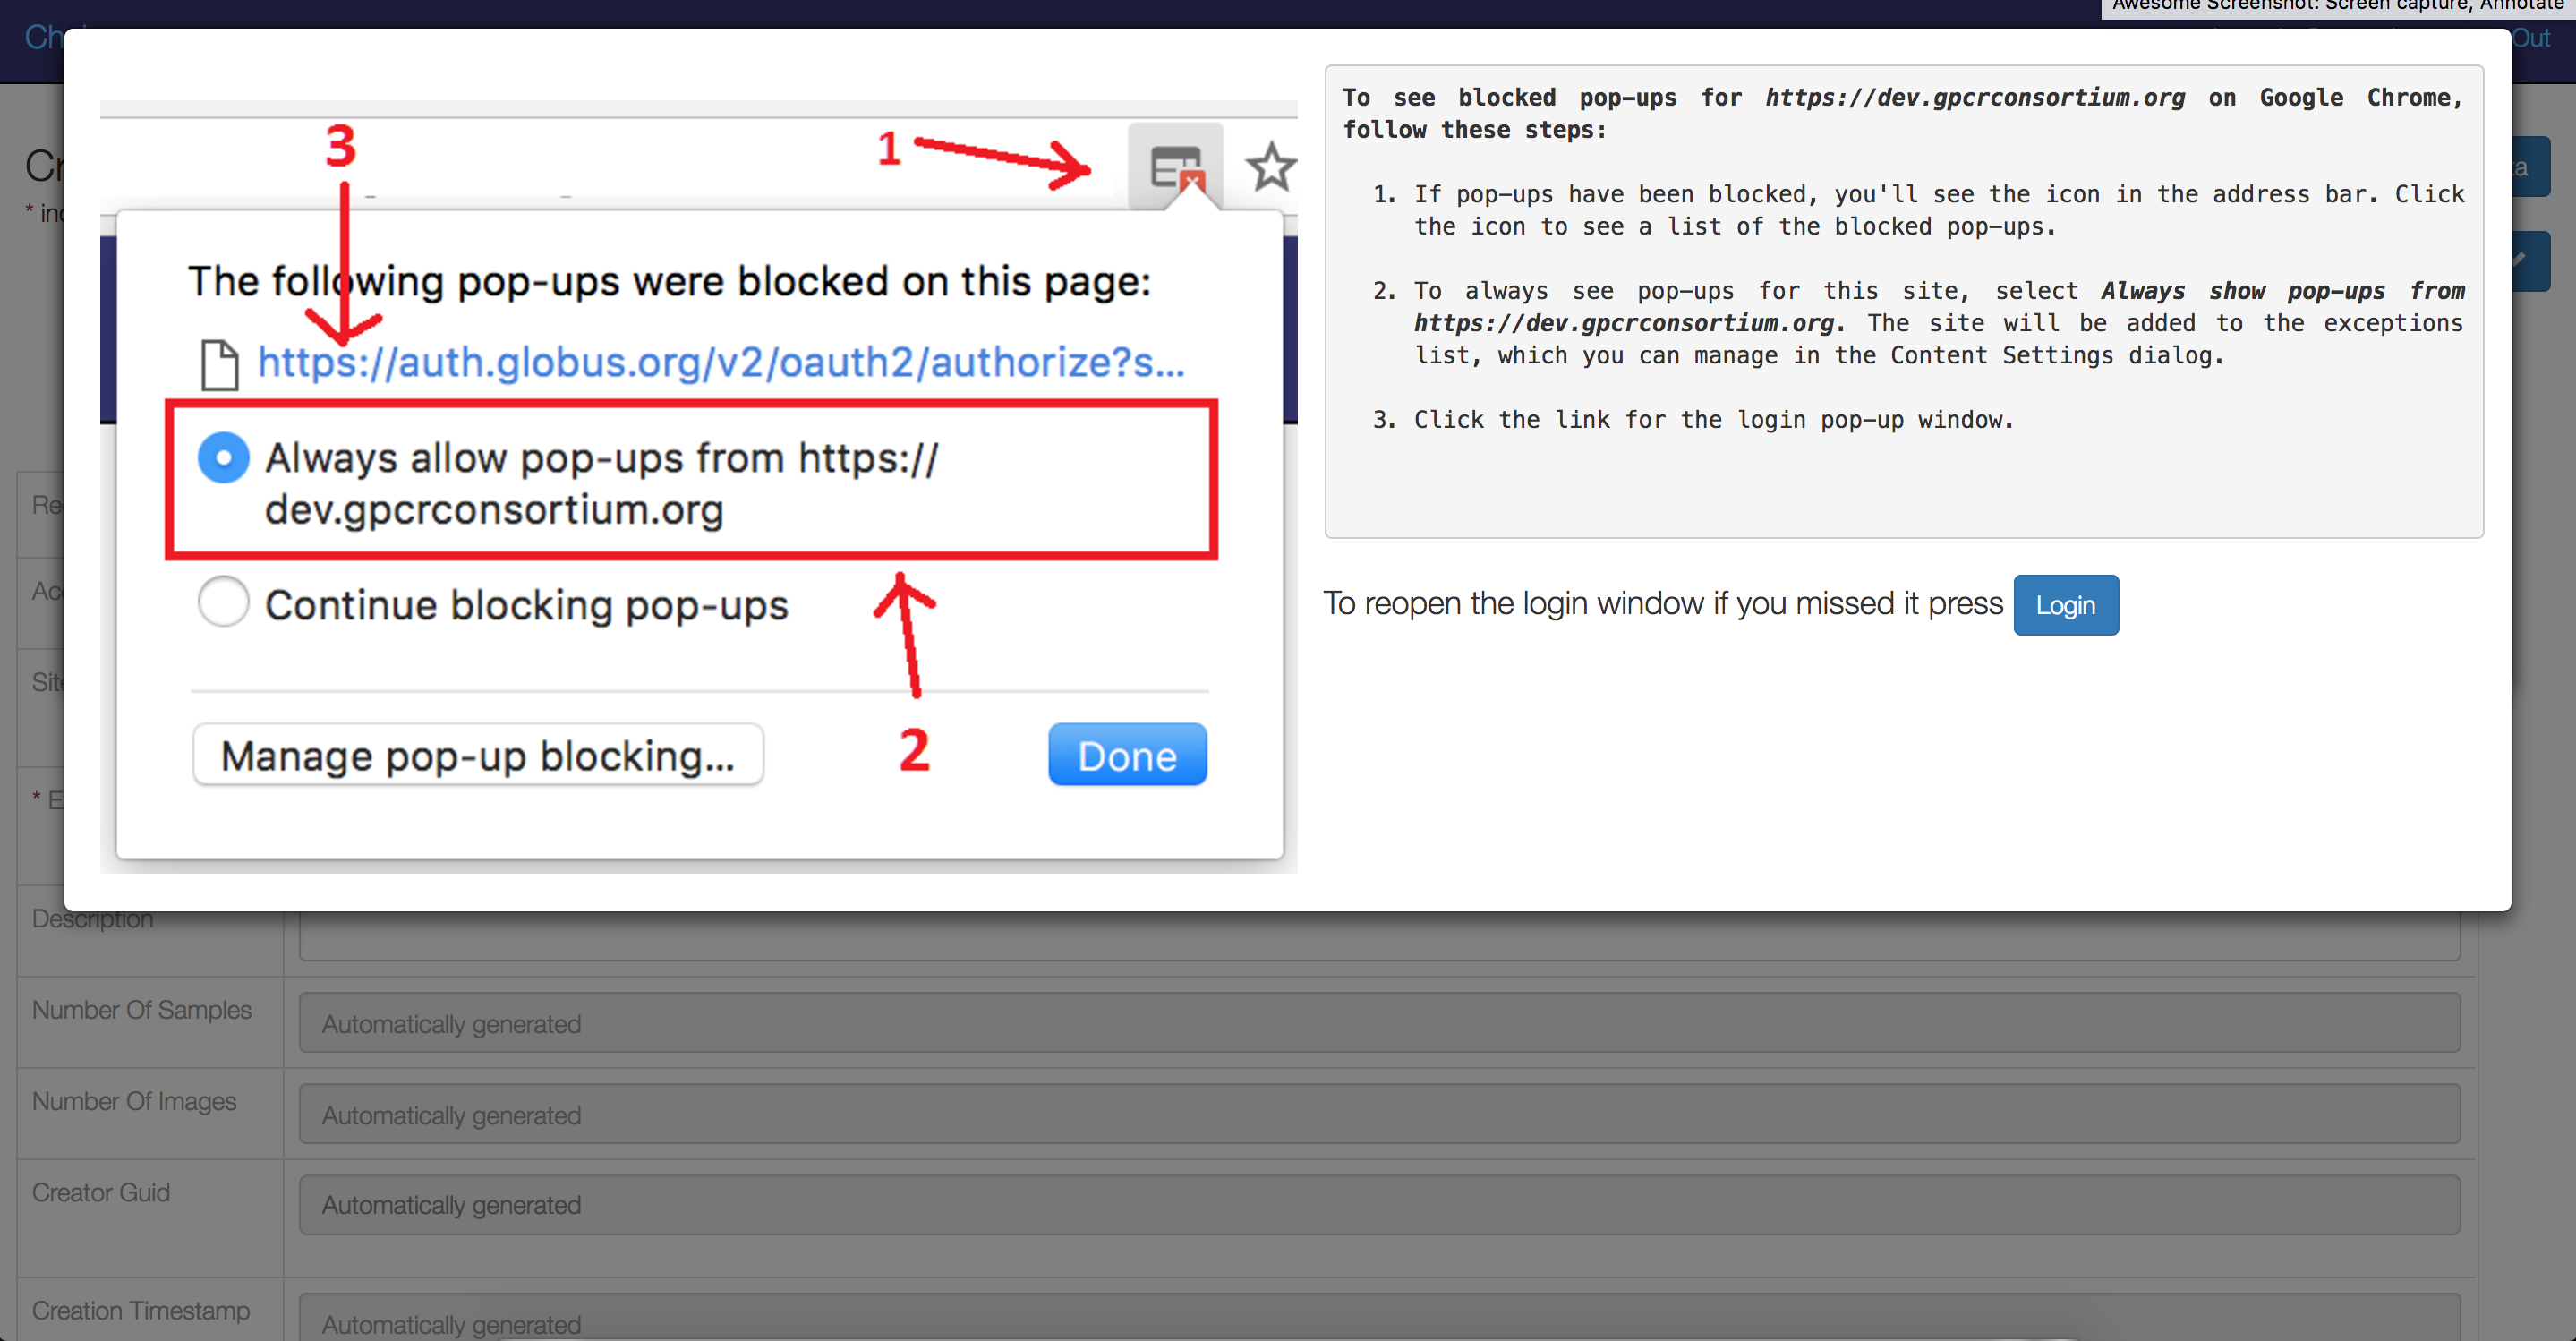 Awesome Screenshot: Screen capture, Annotate
Out
3
1
The following pop-ups were blocked on this page:
https://auth.globus.org/v2/oauth2/authorize?s...
Always allow pop-ups from https://
dev.gpcrconsortium.org
Continue blocking pop-ups
2
Manage pop-up blocking...
Done
To see blocked pop-ups for https://dev.gpcrconsortium.org on Google Chrome,
follow these steps:
1. If pop-ups have been blocked, you'll see the icon in the address bar. Click
the icon to see a list of the blocked pop-ups.
2. To always see pop-ups for this site, select Always show pop-ups from
https://dev.gpcrconsortium.org. The site will be added to the exceptions
list, which you can manage in the Content Settings dialog.
3. Click the link for the login pop-up window.
To reopen the login window if you missed it press Login
*
*
Description
Number Of Samples
Automatically generated
Number Of Images
Automatically generated
Creator Guid
Automatically generated
Creation Timestamp
Automatically generated